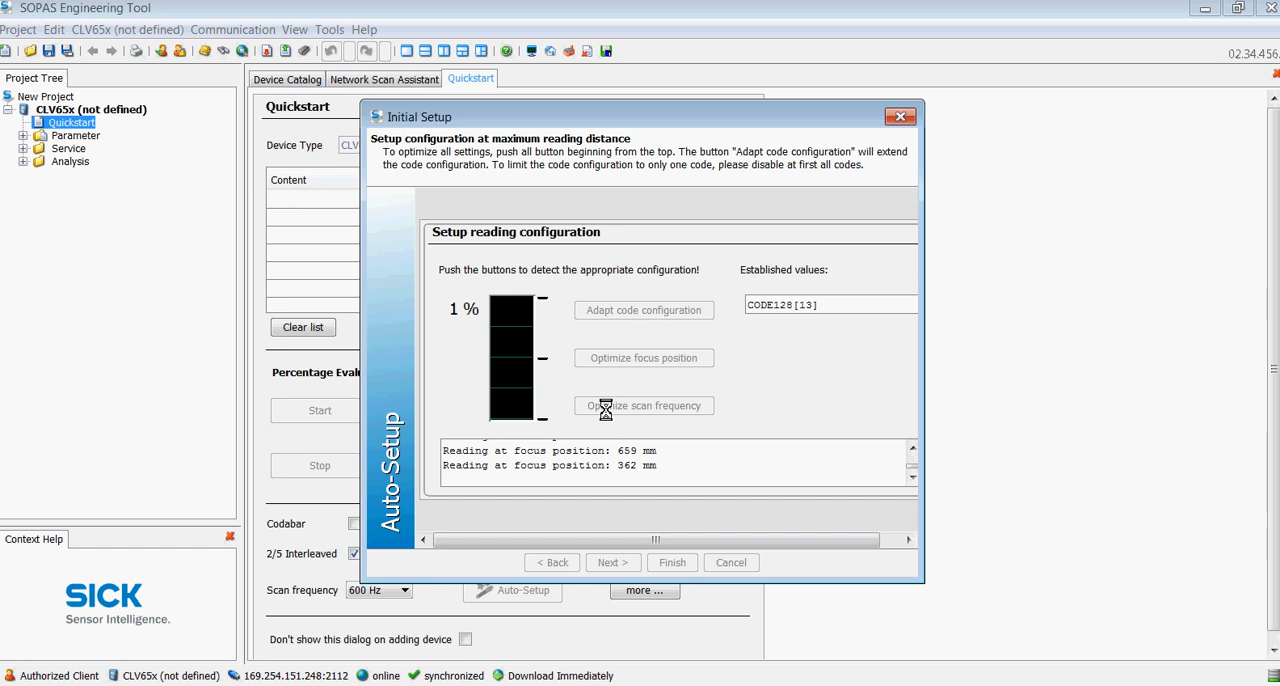 SOPAS Engineering Tool
Project Edit CLV65x (not defined) Communication View Tools Help
02.34.456.
Project Tree
Device Catalog Network Scan Assistant Quickstart
New Project
CLV65x (not defined)
Quickstart
Parameter
Service
Analysis
Quickstart
Device Type CLV
Content
Clear list
Percentage Evalu
Start
Stop
Codabar
2/5 Interleaved
Scan frequency 600 Hz Auto-Setup more ...
Don't show this dialog on adding device
Initial Setup
Setup configuration at maximum reading distance
To optimize all settings, push all button beginning from the top. The button "Adapt code configuration" will extend
the code configuration. To limit the code configuration to only one code, please disable at first all codes.
Auto-Setup
Setup reading configuration
Push the buttons to detect the appropriate configuration! Established values:
1 % Adapt code configuration CODE128[13]
Optimize focus position
Optimize scan frequency
Reading at focus position: 659 mm
Reading at focus position: 362 mm
< Back Next > Finish Cancel
Context Help
SICK
Sensor Intelligence.
Authorized Client CLV65x (not defined) 169.254.151.248:2112 online synchronized Download Immediately